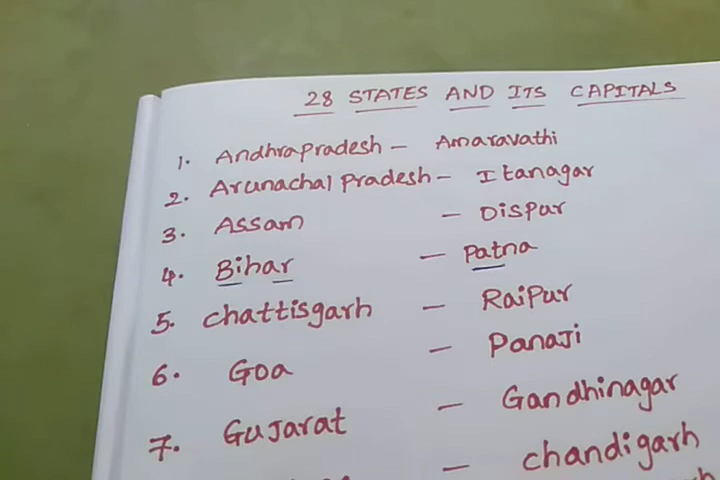 28 STATES AND ITS CAPITALS
1. Andhrapradesh - Amaravathi
2. Arunachal Pradesh - Itanagar
3. Assam - Dispur
4. Bihar - Patna
5. Chattisgarh - Raipur
6. Goa - Panaji
7. Gujarat - Gandhinagar
- chandigarh